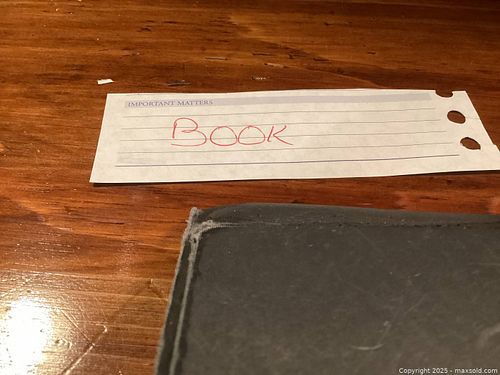 IMPORTANT MATTERS
BOOK
Copyright 2025 - maxsold.com